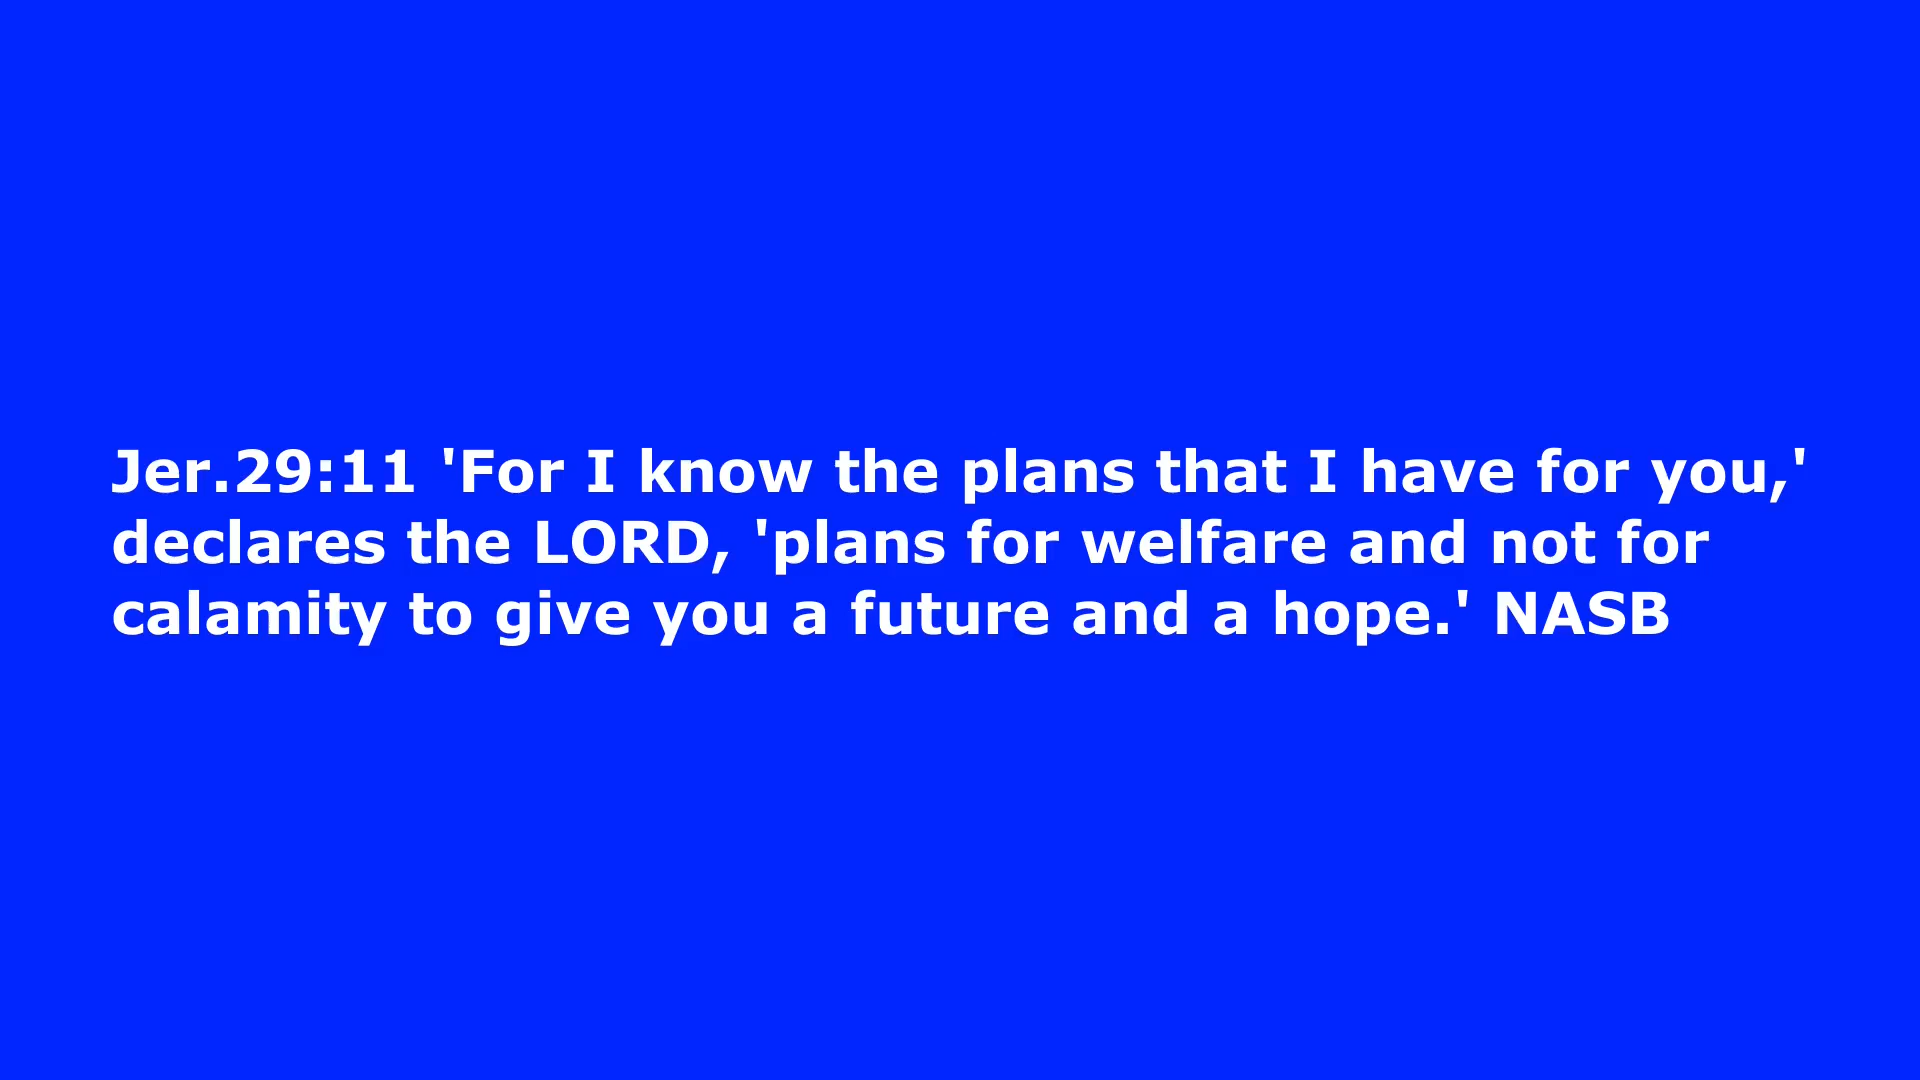 Jer.29:11 'For I know the plans that I have for you,'
declares the LORD, 'plans for welfare and not for
calamity to give you a future and a hope.' NASB